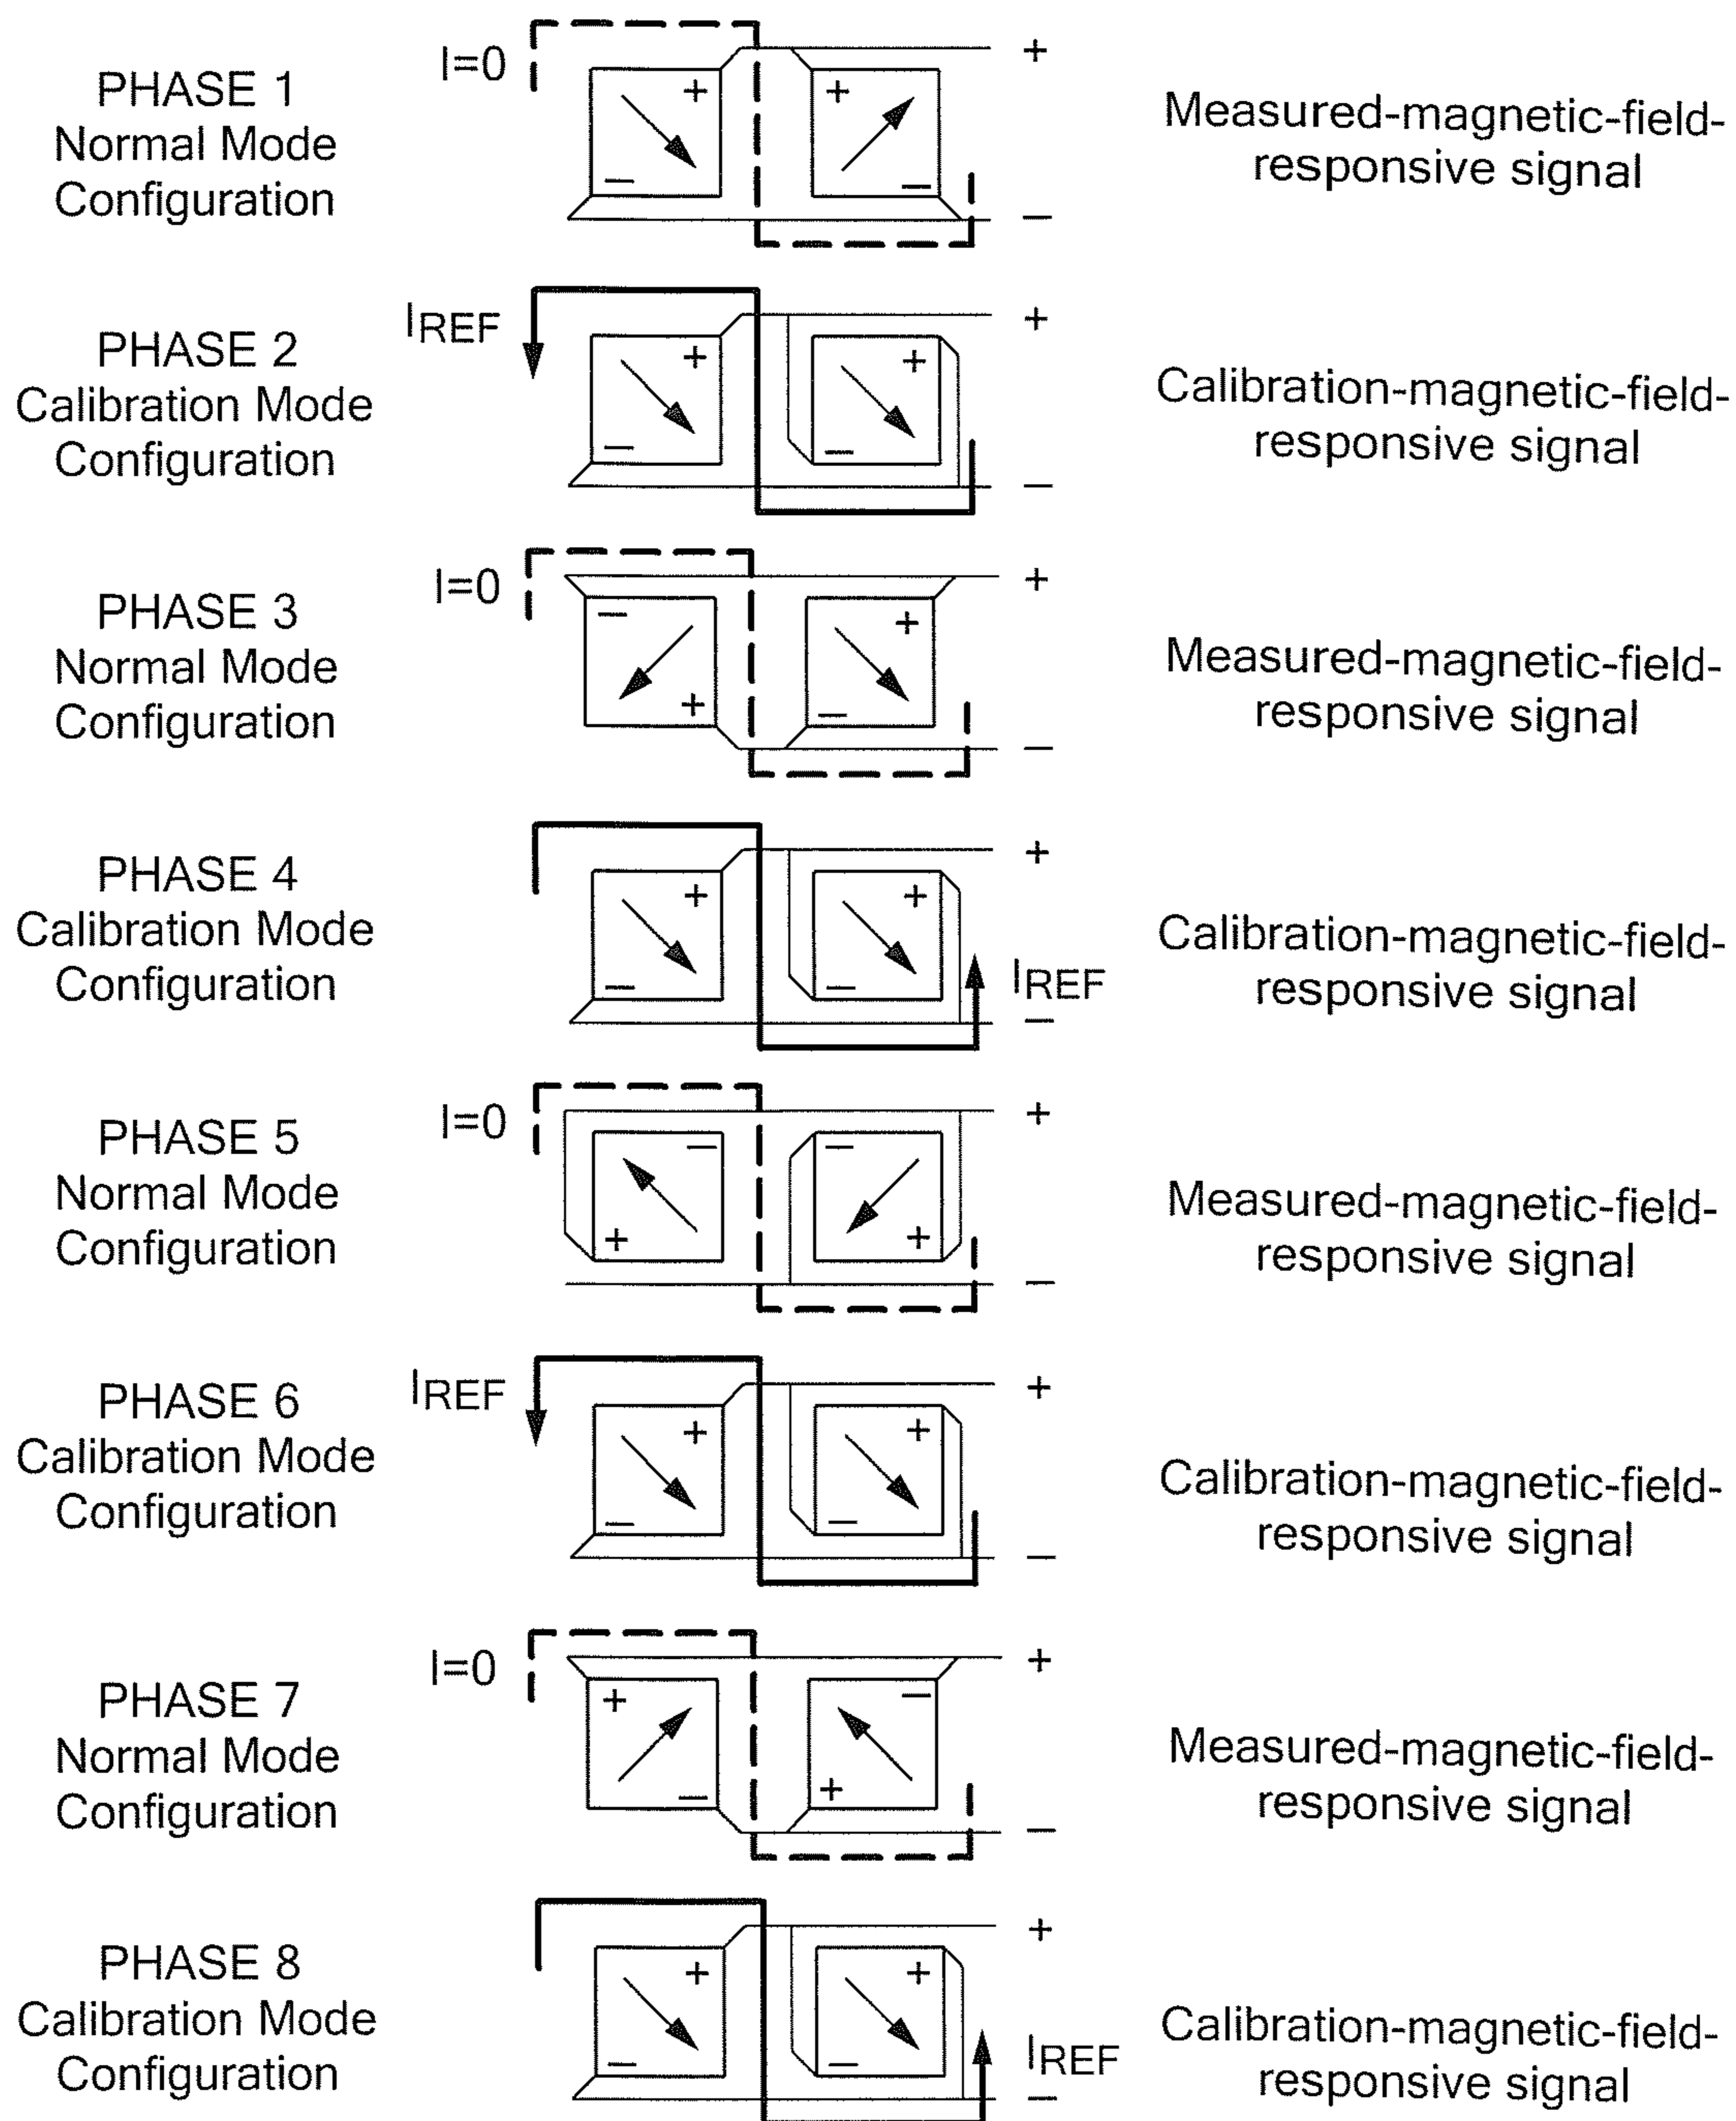 PHASE 1
Normal Mode
Configuration
I=0
+
+
+
−
−
−
Measured-magnetic-field-
responsive signal
PHASE 2
Calibration Mode
Configuration
IREF
+
+
+
−
−
−
Calibration-magnetic-field-
responsive signal
PHASE 3
Normal Mode
Configuration
I=0
+
−
+
+
−
−
Measured-magnetic-field-
responsive signal
PHASE 4
Calibration Mode
Configuration
+
+
+
−
−
IREF
−
Calibration-magnetic-field-
responsive signal
PHASE 5
Normal Mode
Configuration
I=0
+
−
−
+
+
−
Measured-magnetic-field-
responsive signal
PHASE 6
Calibration Mode
Configuration
IREF
+
+
+
−
−
−
Calibration-magnetic-field-
responsive signal
PHASE 7
Normal Mode
Configuration
I=0
+
+
−
−
+
−
Measured-magnetic-field-
responsive signal
PHASE 8
Calibration Mode
Configuration
+
+
+
−
−
IREF
−
Calibration-magnetic-field-
responsive signal